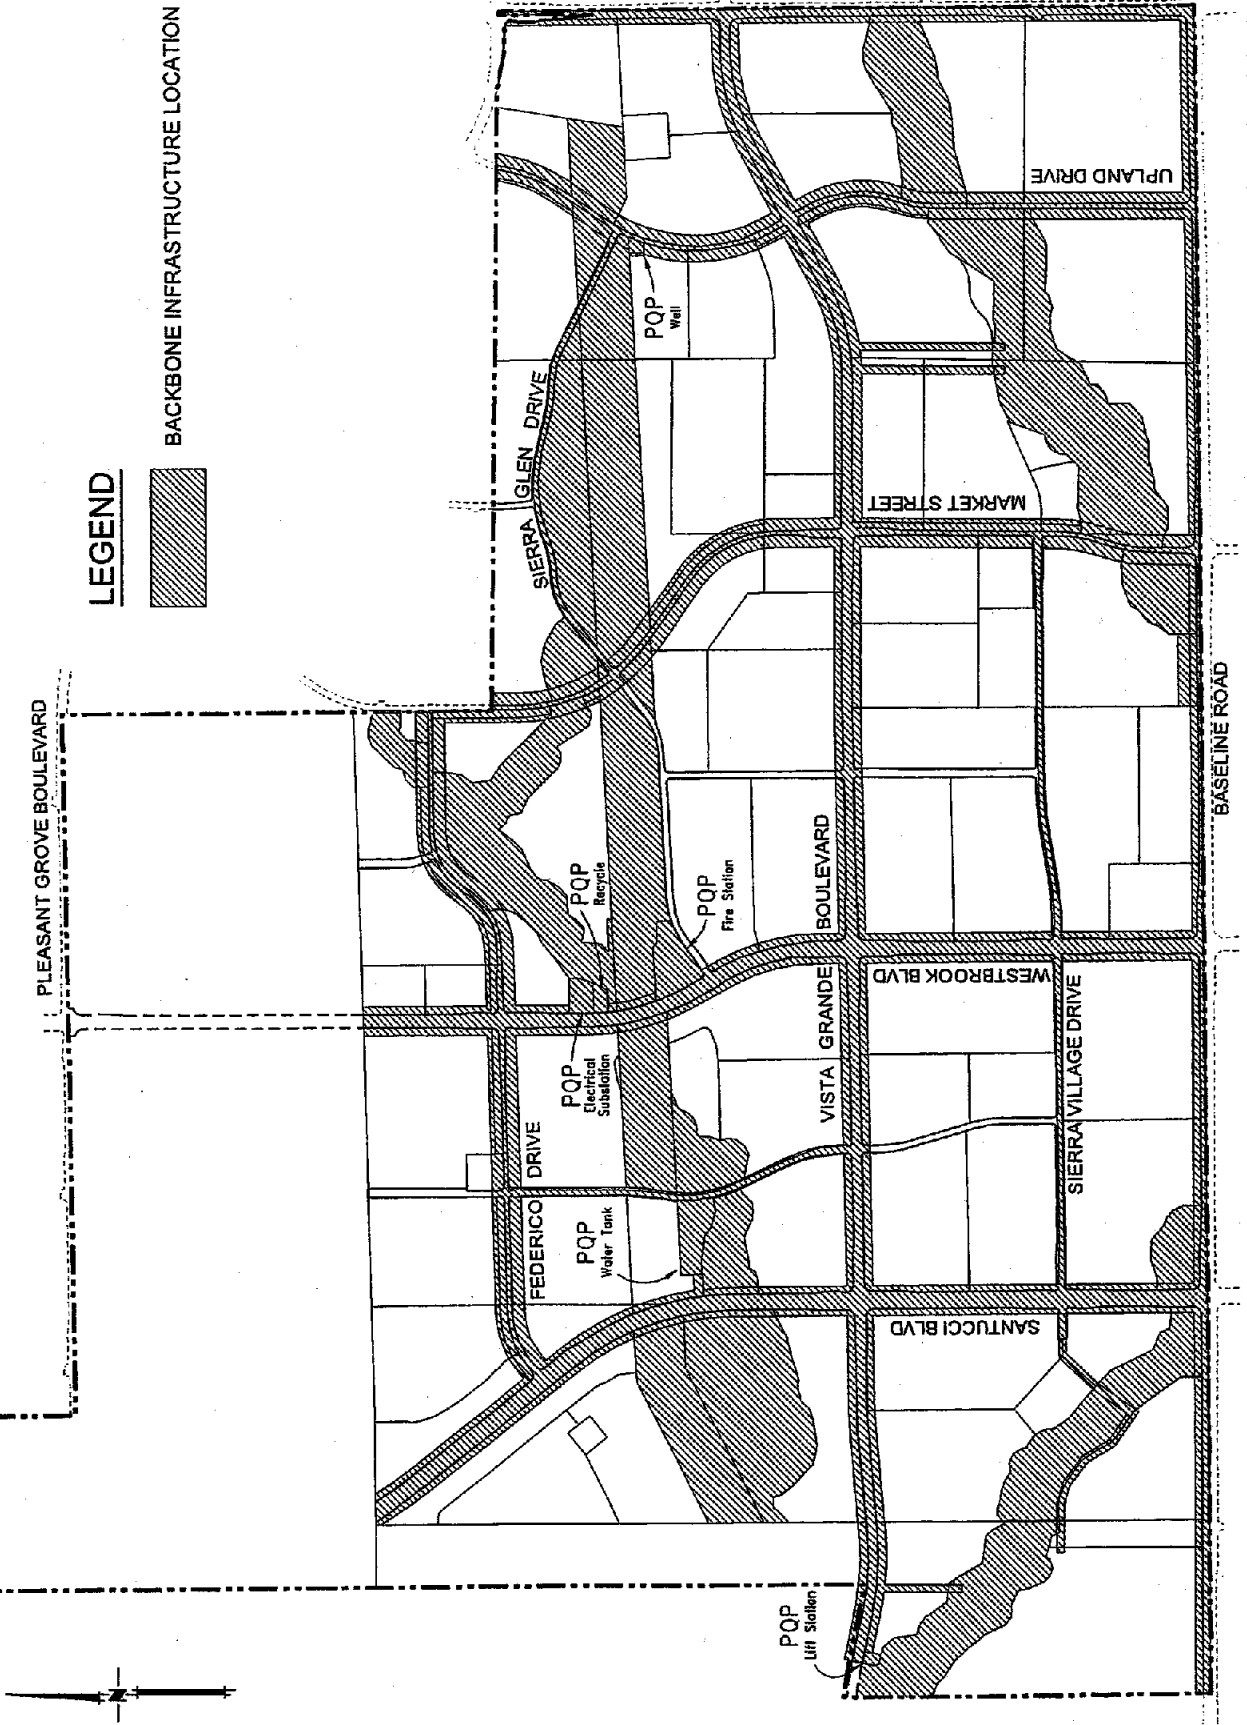 LEGEND
BACKBONE INFRASTRUCTURE LOCATION
PLEASANT GROVE BOULEVARD
UPLAND DRIVE
PQP
Well
SIERRA GLEN DRIVE
MARKET STREET
BASELINE ROAD
PQP
Recycle
PQP
Fire Station
VISTA GRANDE BOULEVARD
WESTBROOK BLVD
PQP
Electrical
Substation
SIERRA VILLAGE DRIVE
FEDERICO DRIVE
PQP
Water Tank
SANTUCCI BLVD
PQP
Lift Station
N